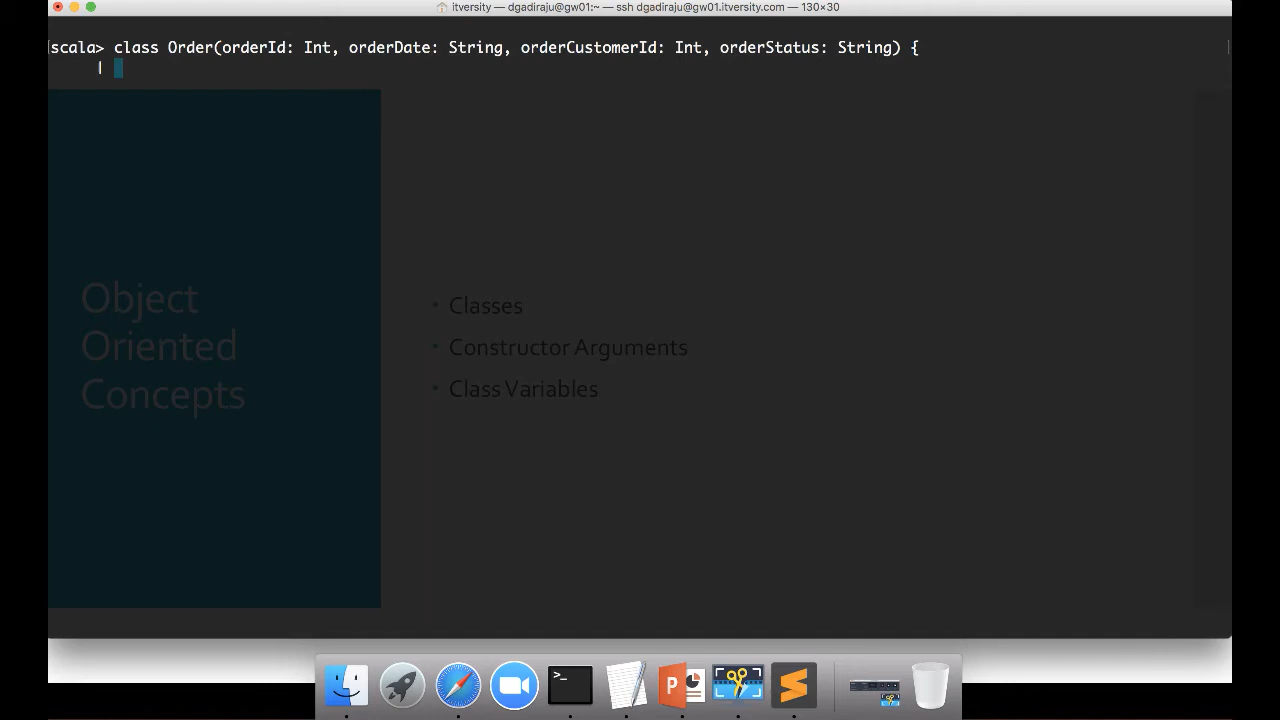 itversity — dgadiraju@gw01:~ — ssh dgadiraju@gw01.itversity.com — 130×30
[scala> class Order(orderId: Int, orderDate: String, orderCustomerId: Int, orderStatus: String) {
|
Object
Oriented
Concepts
• Classes
• Constructor Arguments
• Class Variables
>_
P